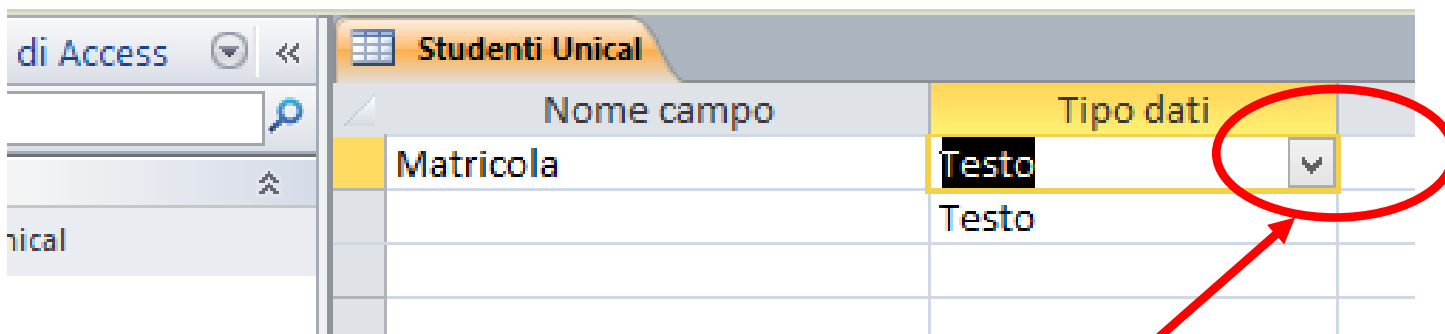 di Access
Studenti Unical
Nome campo Tipo dati
Matricola Testo
Testo
nical